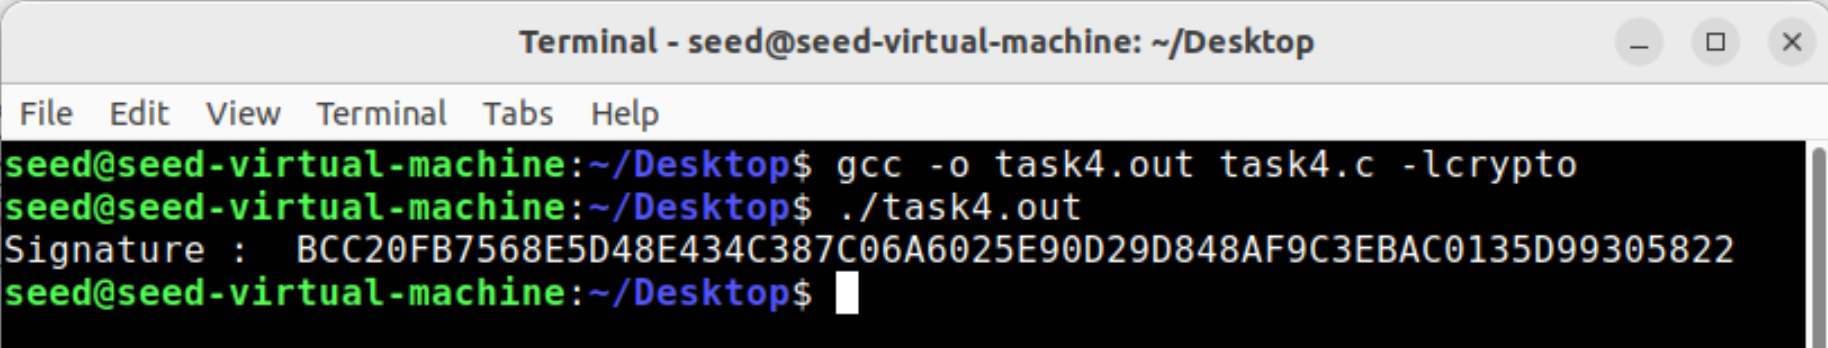 Terminal - seed@seed-virtual-machine: ~/Desktop
File Edit View Terminal Tabs Help
seed@seed-virtual-machine:~/Desktop$ gcc -o task4.out task4.c -lcrypto
seed@seed-virtual-machine:~/Desktop$ ./task4.out
Signature :  BCC20FB7568E5D48E434C387C06A6025E90D29D848AF9C3EBAC0135D99305822
seed@seed-virtual-machine:~/Desktop$